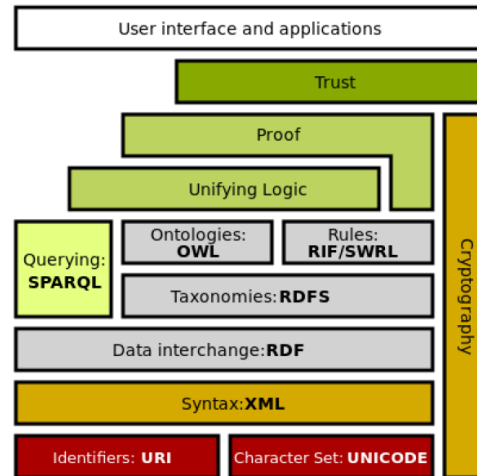 User interface and applications
Trust
Proof
Unifying Logic
Querying:
SPARQL
Ontologies:
OWL
Rules:
RIF/SWRL
Taxonomies:RDFS
Data interchange:RDF
Syntax:XML
Identifiers: URI
Character Set: UNICODE
Cryptography